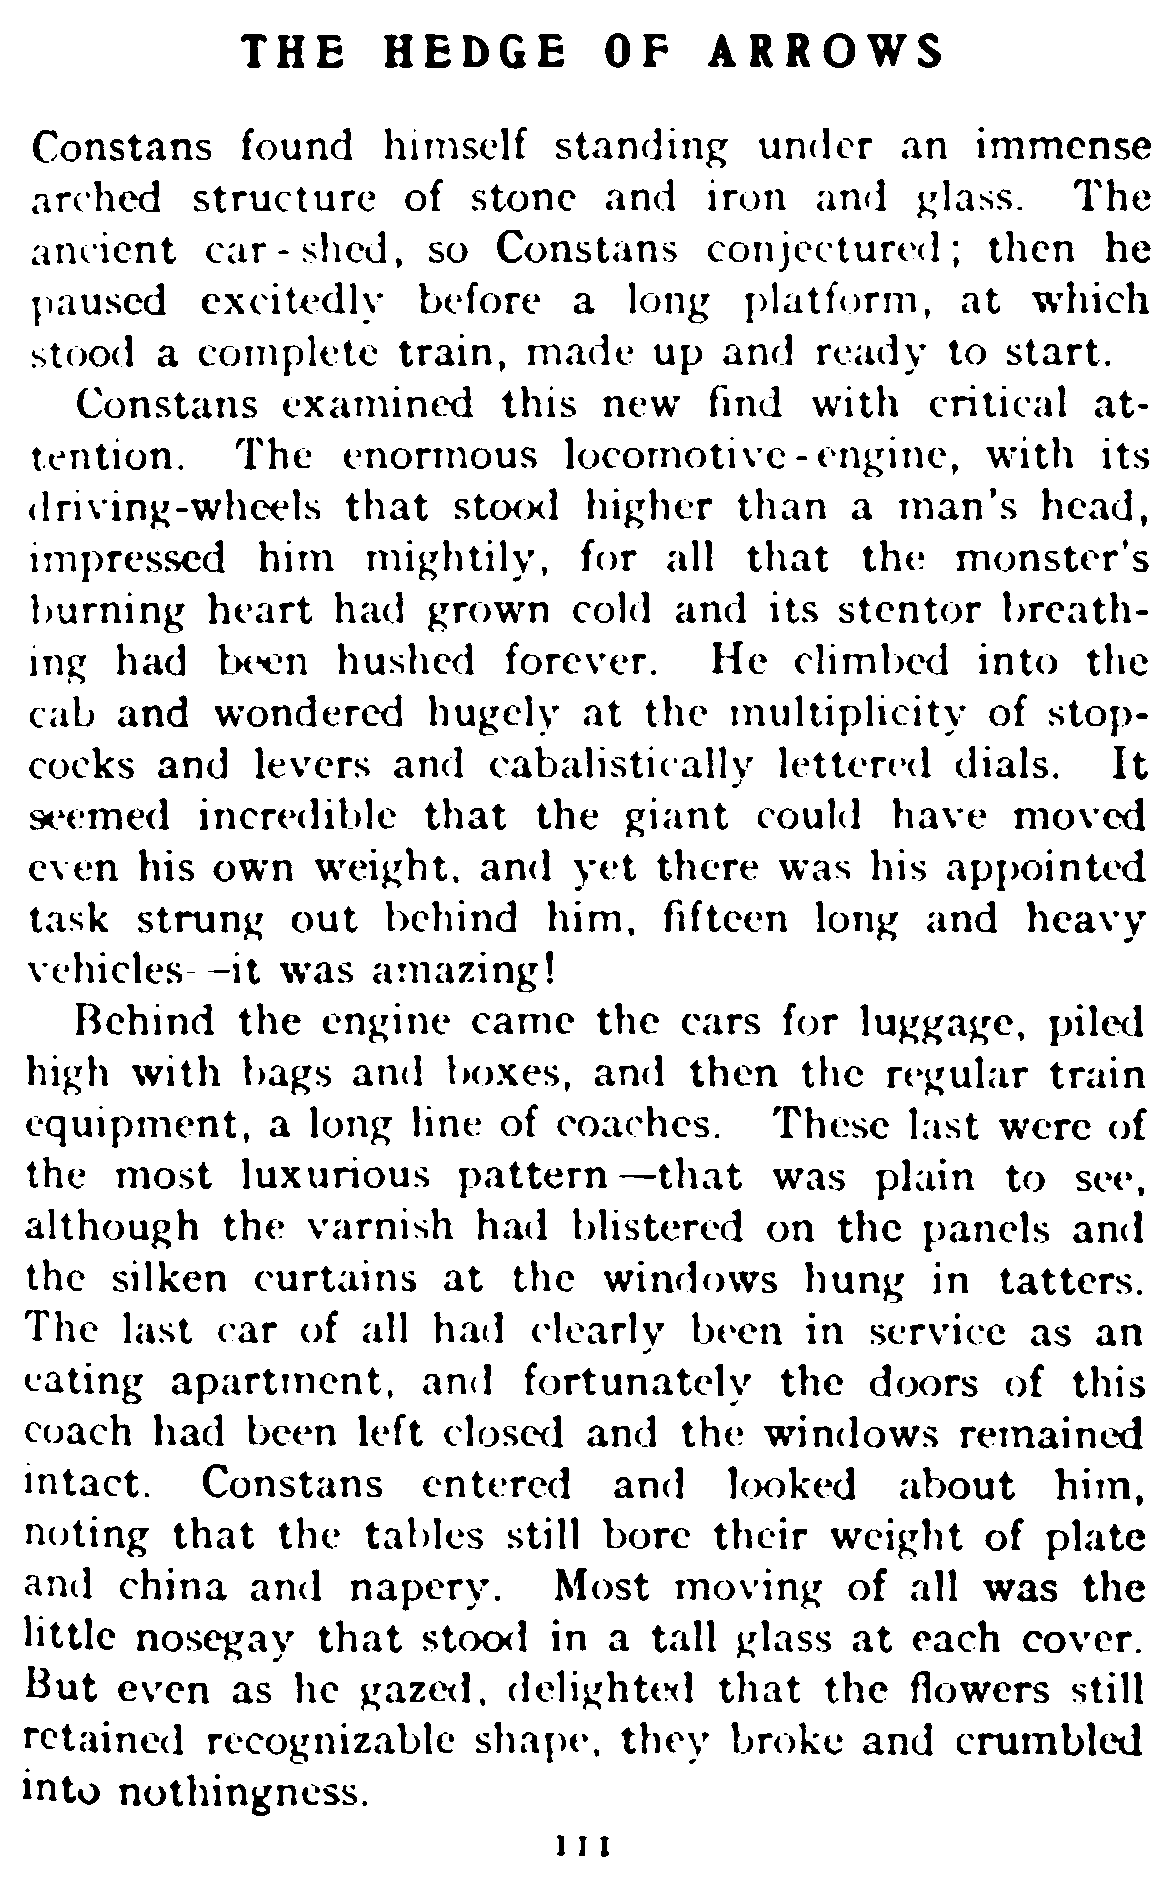 THE HEDGE OF ARROWS
Constans found himself standing under an immense
arched structure of stone and iron and glass. The
ancient car-shed, so Constans conjectured; then he
paused excitedly before a long platform, at which
stood a complete train, made up and ready to start.
Constans examined this new find with critical at-
tention. The enormous locomotive-engine, with its
driving-wheels that stood higher than a man's head,
impressed him mightily, for all that the monster's
burning heart had grown cold and its stentor breath-
ing had been hushed forever. He climbed into the
cab and wondered hugely at the multiplicity of stop-
cocks and levers and cabalistically lettered dials. It
seemed incredible that the giant could have moved
even his own weight, and yet there was his appointed
task strung out behind him, fifteen long and heavy
vehicles--it was amazing!
Behind the engine came the cars for luggage, piled
high with bags and boxes, and then the regular train
equipment, a long line of coaches. These last were of
the most luxurious pattern—that was plain to see,
although the varnish had blistered on the panels and
the silken curtains at the windows hung in tatters.
The last car of all had clearly been in service as an
eating apartment, and fortunately the doors of this
coach had been left closed and the windows remained
intact. Constans entered and looked about him,
noting that the tables still bore their weight of plate
and china and napery. Most moving of all was the
little nosegay that stood in a tall glass at each cover.
But even as he gazed, delighted that the flowers still
retained recognizable shape, they broke and crumbled
into nothingness.
111